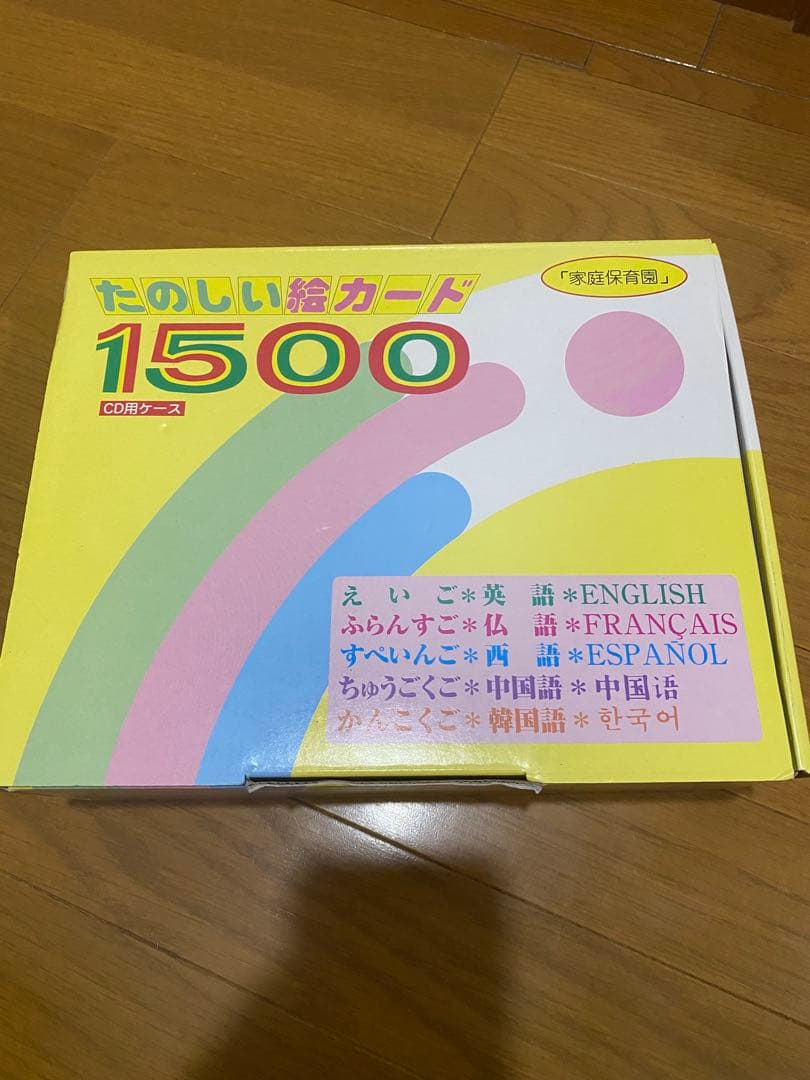 たのしい絵カード
「家庭保育園」
1500
CD用ケース
えいご＊英語＊ENGLISH
ふらんすご＊仏語＊FRANÇAIS
すぺいんご＊西語＊ESPAÑOL
ちゅうごくご＊中国語＊中国语
かんこくご＊韓国語＊한국어